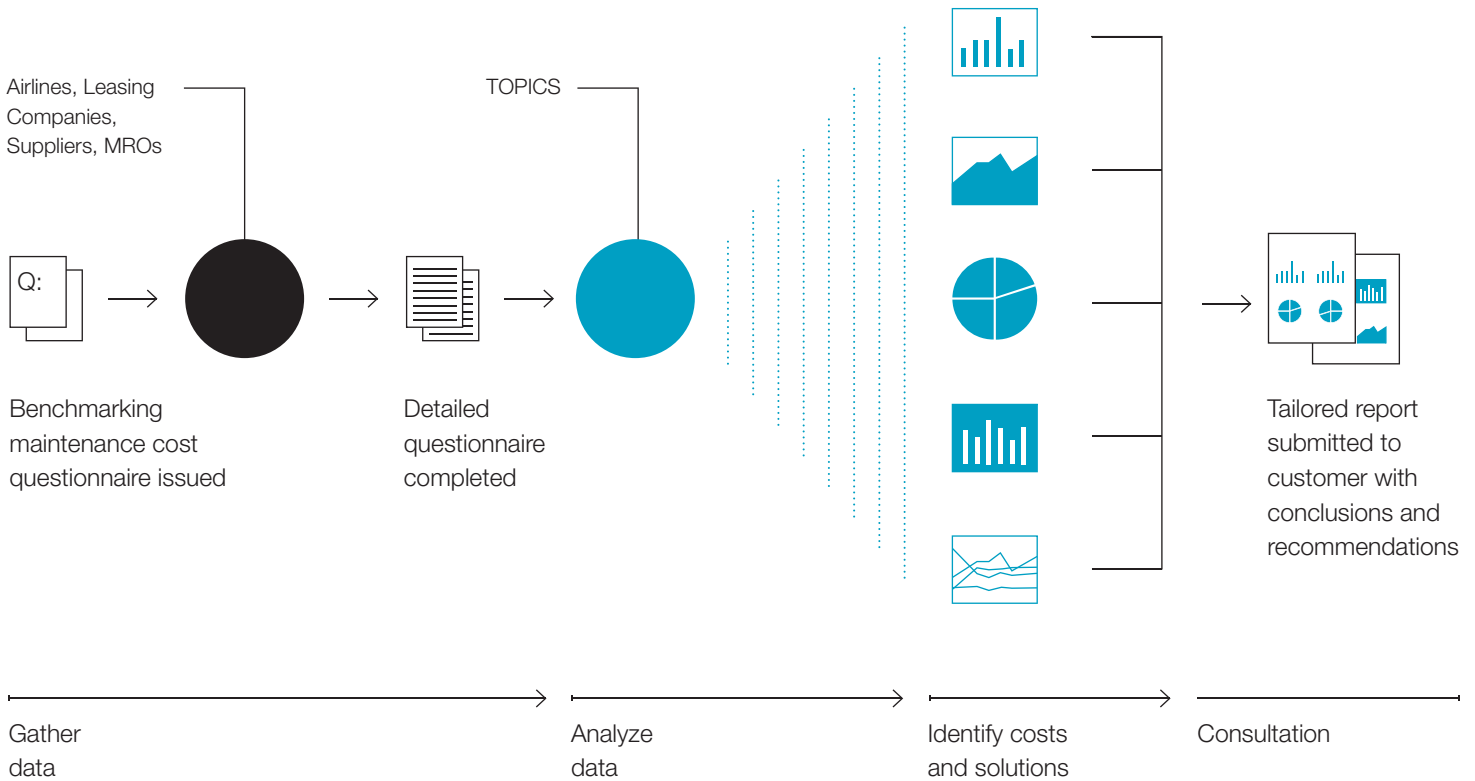 Airlines, Leasing
Companies,
Suppliers, MROs
TOPICS
Q:
Benchmarking
maintenance cost
questionnaire issued
Detailed
questionnaire
completed
Tailored report
submitted to
customer with
conclusions and
recommendations
Gather
data
Analyze
data
Identify costs
and solutions
Consultation